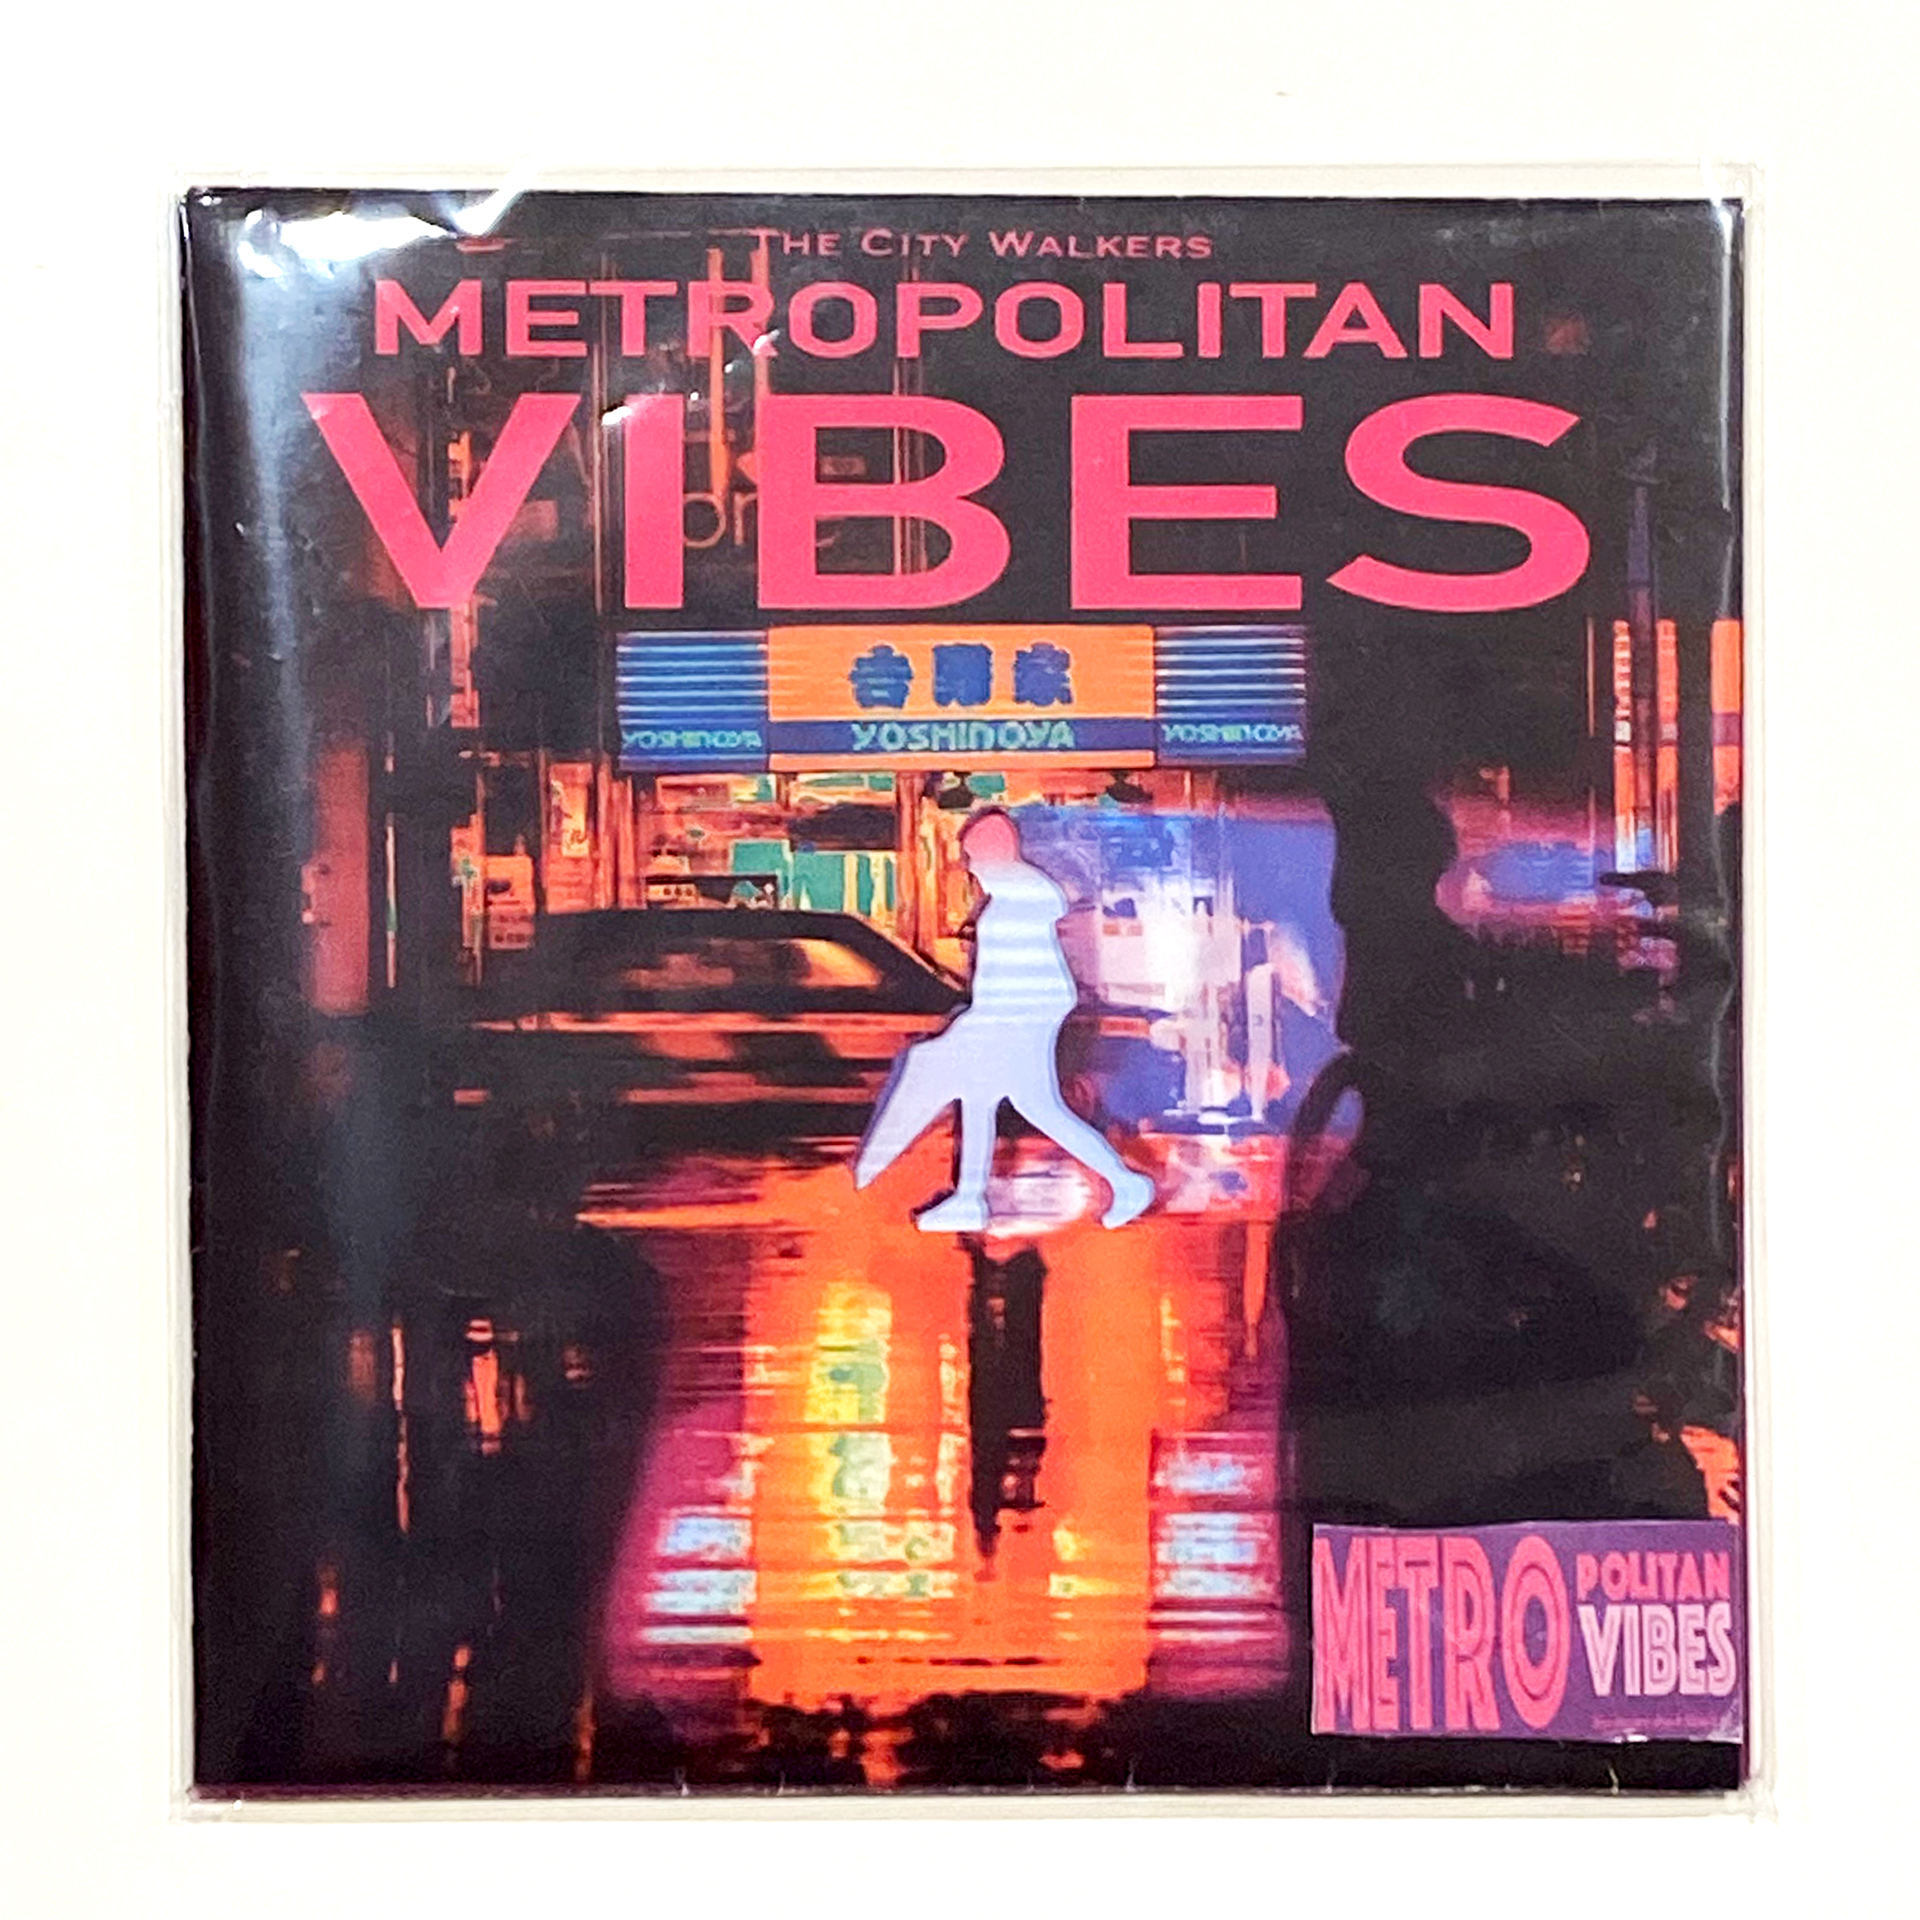 THE CITY WALKERS
METROPOLITAN
VIBES
吉野家
YOSHINOYA YOSHINOYA YOSHINOYA
METRO POLITAN
VIBES